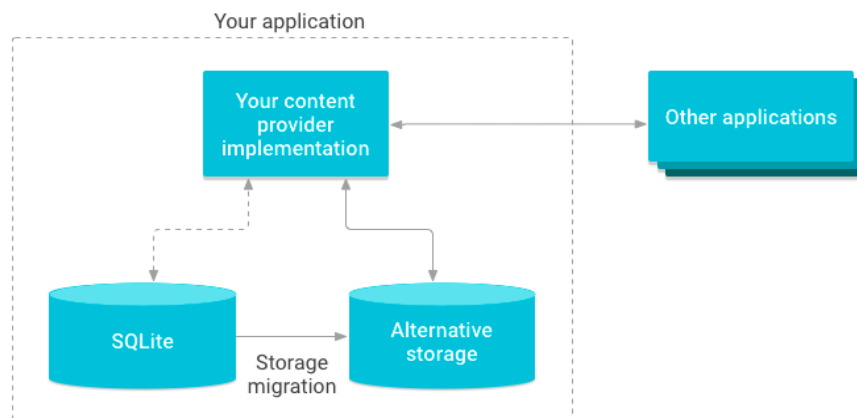 Your application
Your content
provider
implementation
Other applications
SQLite
Alternative
storage
Storage
migration